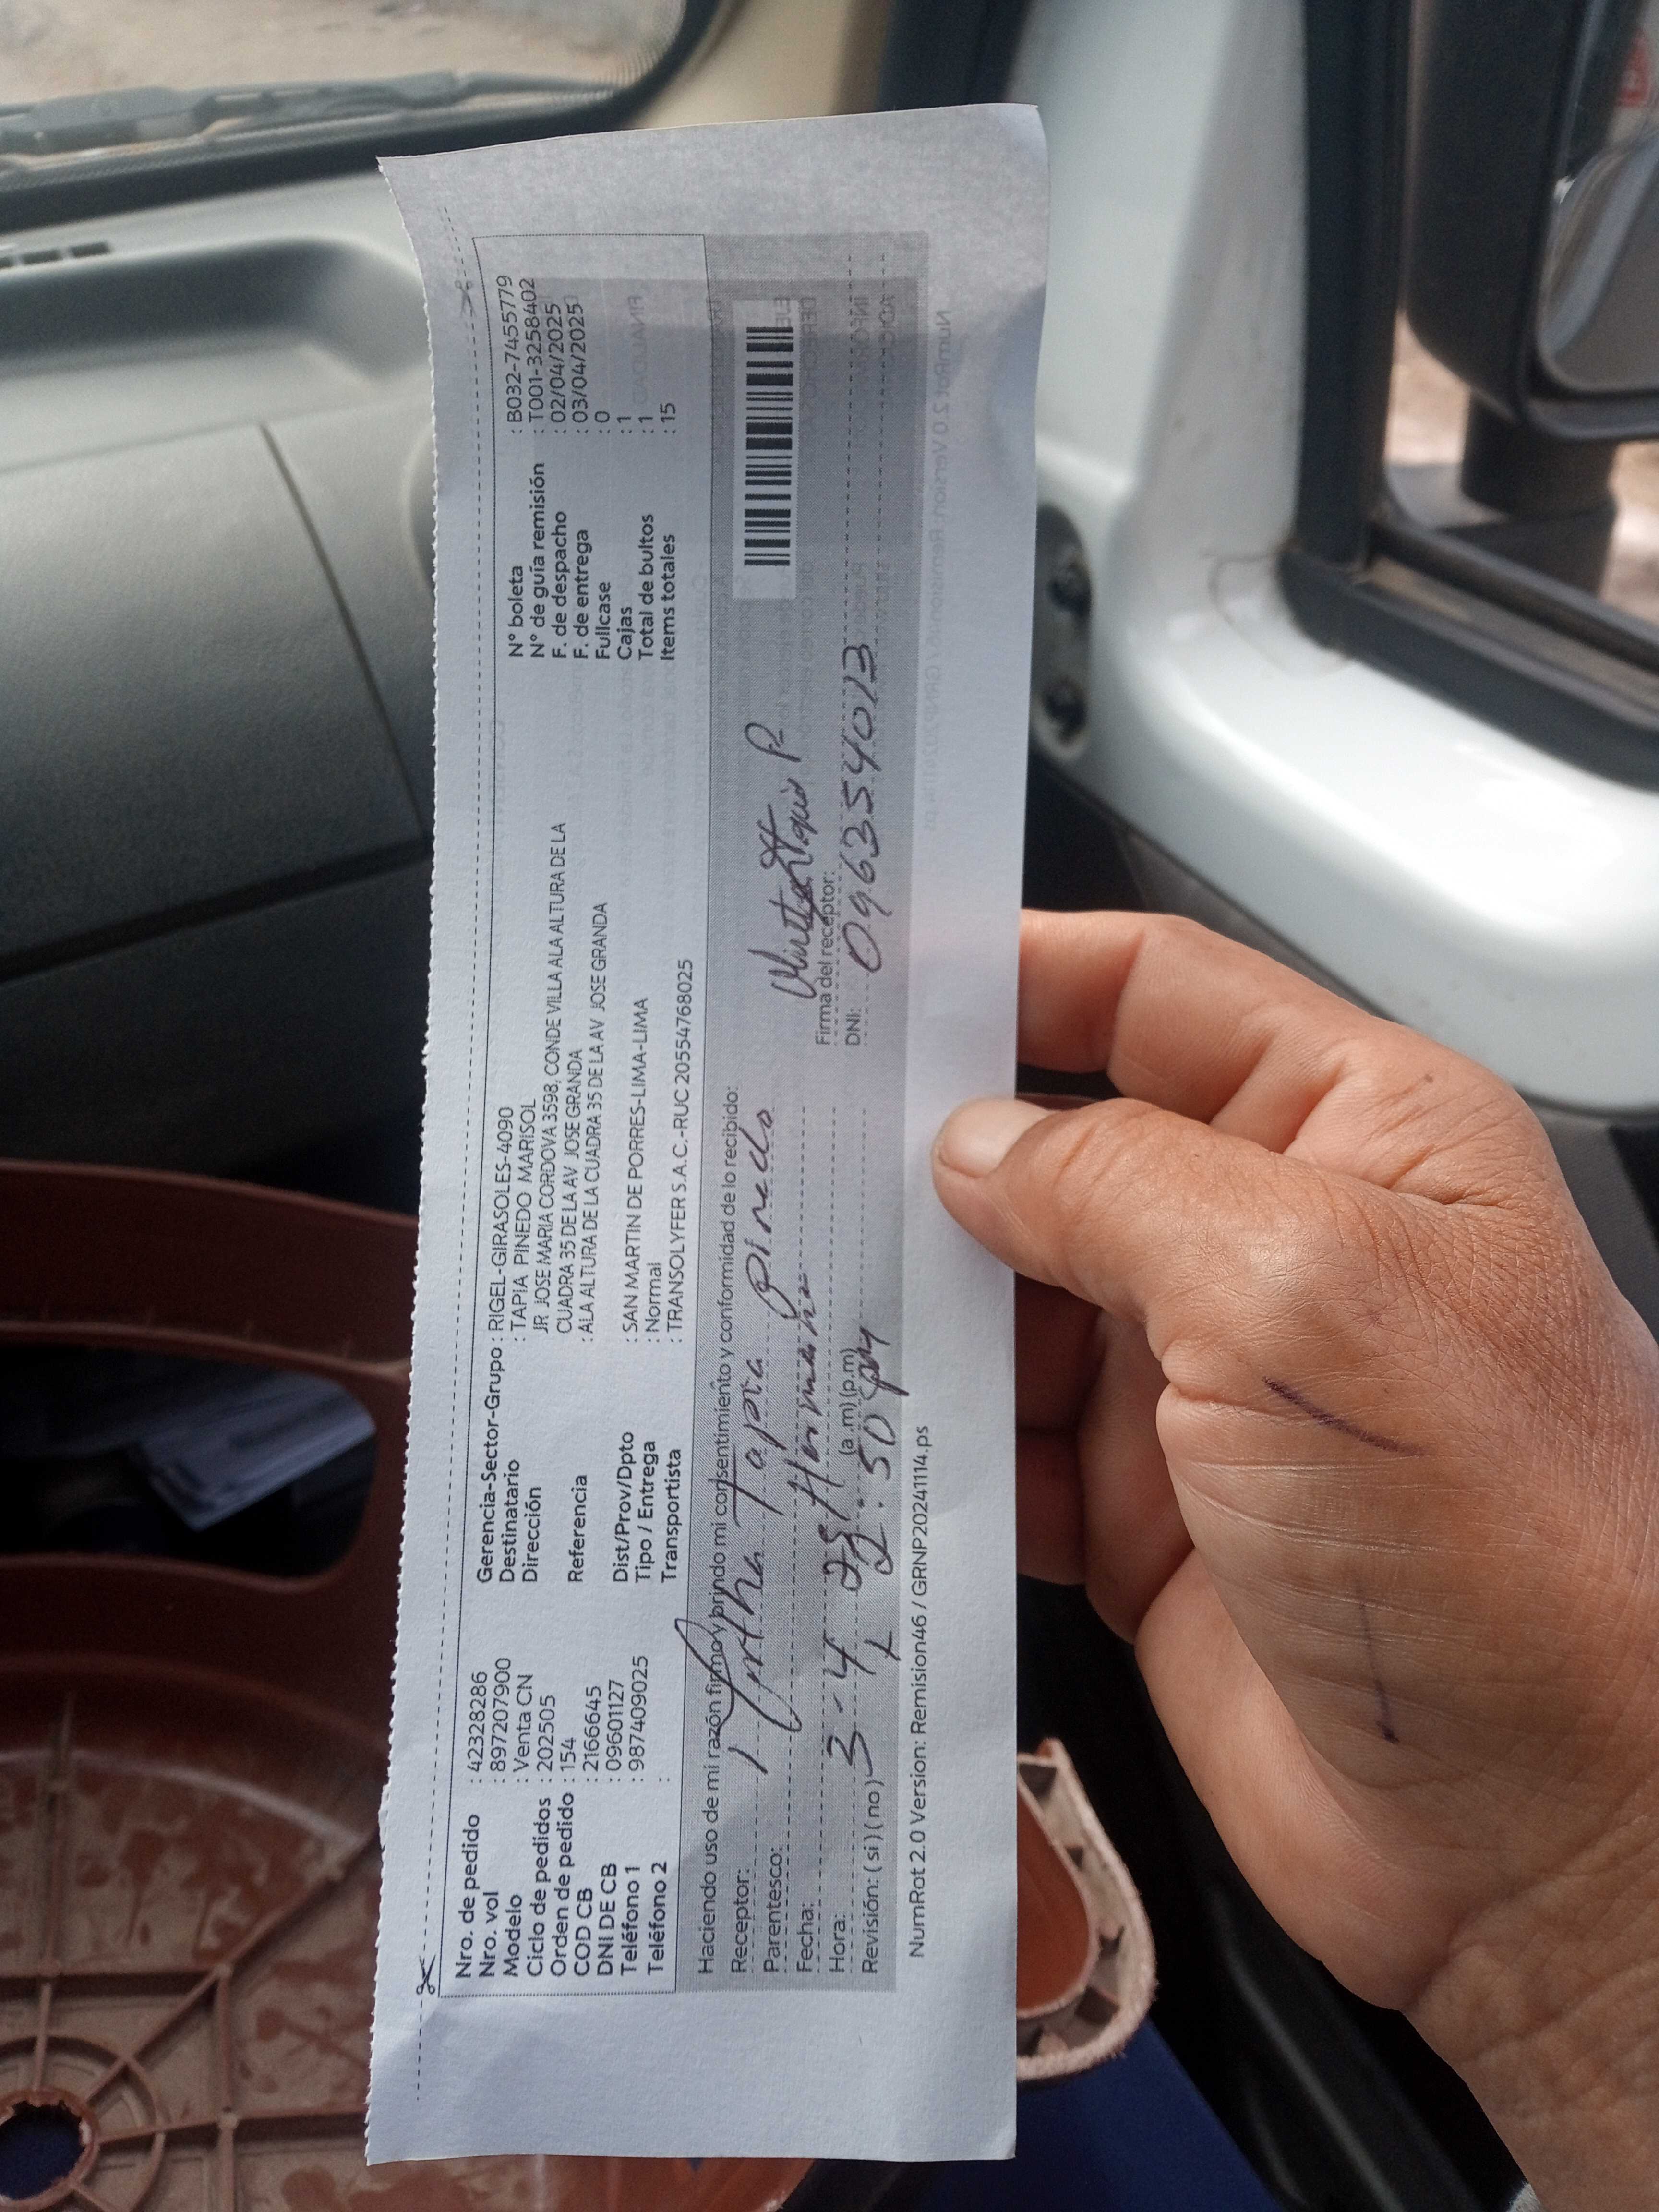 Nro. de pedido : 42328286
Nro. vol : 897207900
Modelo : Venta CN
Ciclo de pedidos : 202505
Orden de pedido : 154
COD CB : 2166645
DNI DE CB : 09601127
Teléfono 1 : 987409025
Teléfono 2 :
Gerencia-Sector-Grupo : RIGEL-GIRASOLES-4090
Destinatario : TAPIA PINEDO MARISOL
Dirección JR JOSE MARIA CORDOVA 3598, CONDE VILLA ALA ALTURA DE LA
CUADRA 35 DE LA AV JOSE GRANDA
Referencia : ALA ALTURA DE LA CUADRA 35 DE LA AV JOSE GRANDA
Dist/Prov/Dpto : SAN MARTIN DE PORRES-LIMA-LIMA
Tipo / Entrega : Normal
Transportista : TRANSOLYFER S.A.C.-RUC 20554768025
N° boleta : B032-7455779
N° de guía remisión : T001-3258402
F. de despacho : 02/04/2025
F. de entrega : 03/04/2025
Fullcase : 0
Cajas : 1
Total de bultos : 1
Items totales : 15
Haciendo uso de mi razón firmo y brindo mi consentimiento y conformidad de lo recibido:
Receptor: Tapia Pinedo
Parentesco: Hermana
Fecha: 3-4 25
Hora: 2:50 pm (a.m) (p.m)
Revisión: ( si ) ( no )
Firma del receptor:
DNI: 096354013
NumRot 2.0 Version: Remision46 / GRNP20241114.ps